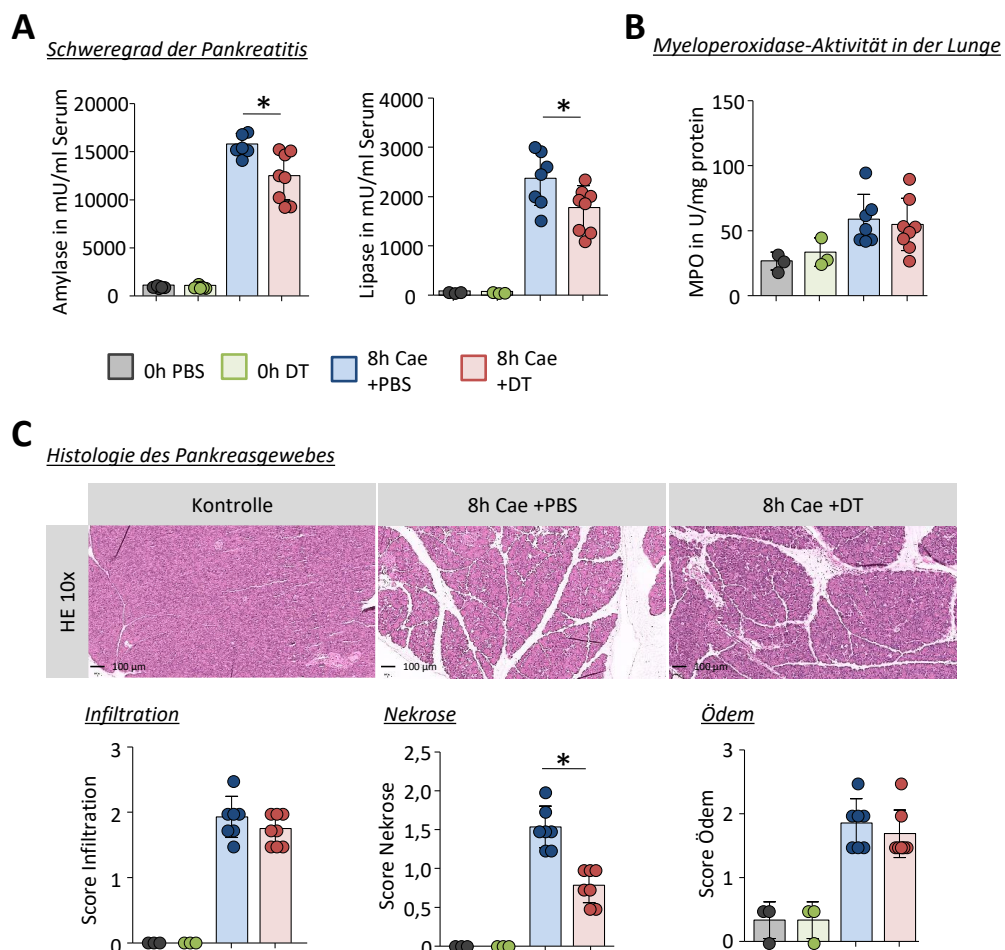 A
Schweregrad der Pankreatitis
B
Myeloperoxidase-Aktivität in der Lunge
Amylase in mU/ml Serum
20000
15000
10000
5000
0
*
Lipase in mU/ml Serum
4000
3000
2000
1000
0
*
MPO in U/mg protein
150
100
50
0
0h PBS
0h DT
8h Cae
+PBS
8h Cae
+DT
C
Histologie des Pankreasgewebes
Kontrolle
8h Cae +PBS
8h Cae +DT
HE 10x
100 µm
100 µm
100 µm
Infiltration
Nekrose
Ödem
Score Infiltration
3
2
1
0
Score Nekrose
2,5
2,0
1,5
1,0
0,5
0,0
*
Score Ödem
3
2
1
0